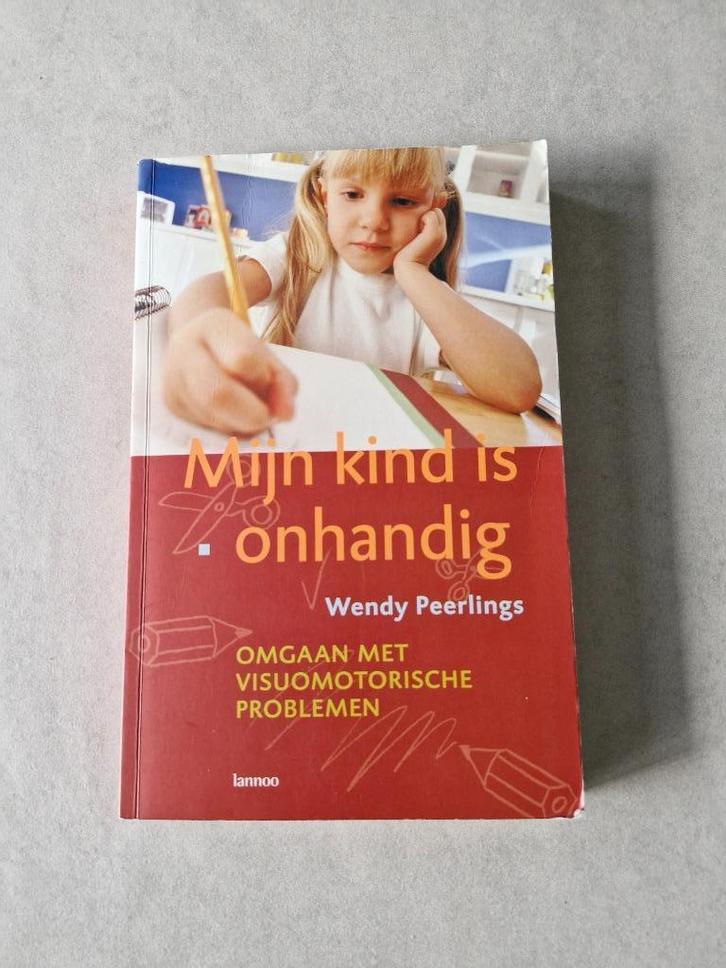 Mijn kind is
onhandig
Wendy Peerlings
OMGAAN MET
VISUOMOTORISCHE
PROBLEMEN
lannoo